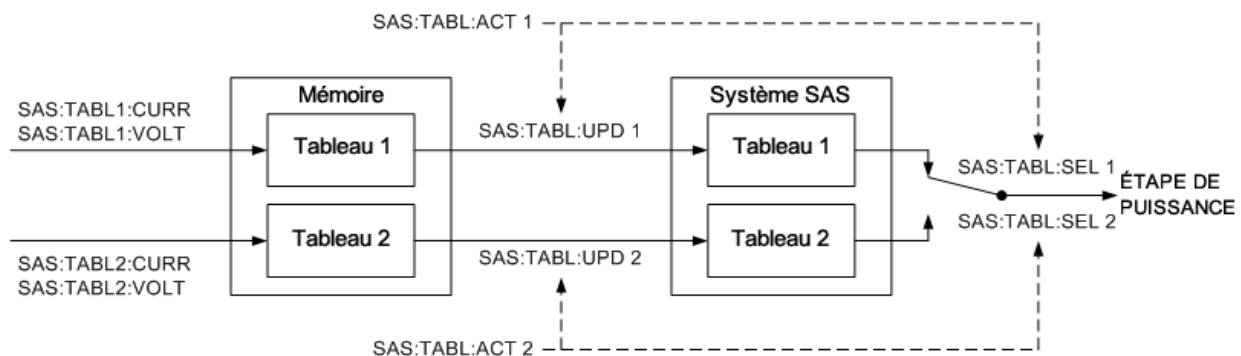 SAS:TABL:ACT 1
SAS:TABL1:CURR
SAS:TABL1:VOLT
Mémoire
Tableau 1
SAS:TABL:UPD 1
Système SAS
Tableau 1
SAS:TABL:SEL 1
ÉTAPE DE
PUISSANCE
Tableau 2
SAS:TABL:UPD 2
Tableau 2
SAS:TABL:SEL 2
SAS:TABL2:CURR
SAS:TABL2:VOLT
SAS:TABL:ACT 2